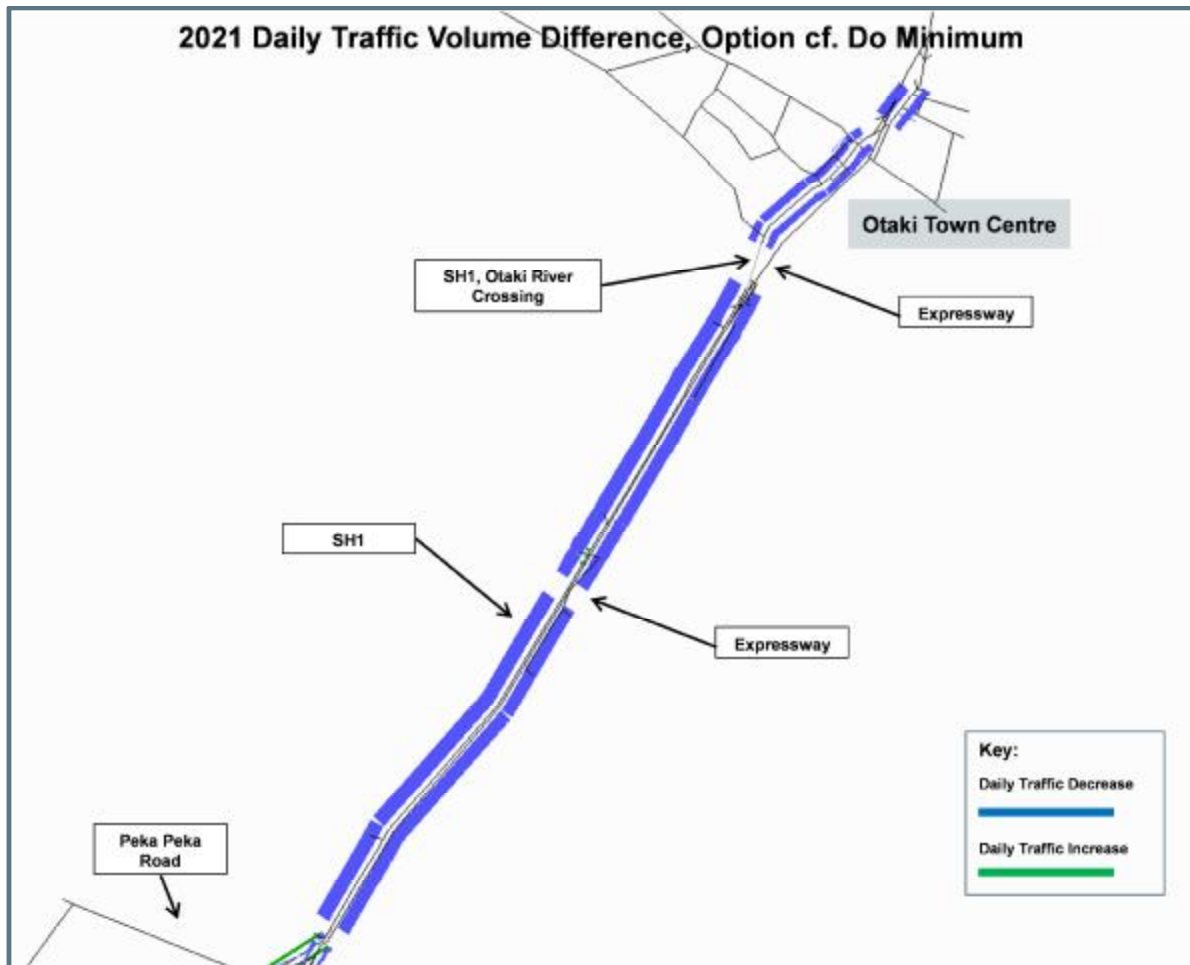 2021 Daily Traffic Volume Difference, Option cf. Do Minimum
Otaki Town Centre
SH1, Otaki River
Crossing
Expressway
SH1
Expressway
Key:
Daily Traffic Decrease
Daily Traffic Increase
Peka Peka
Road